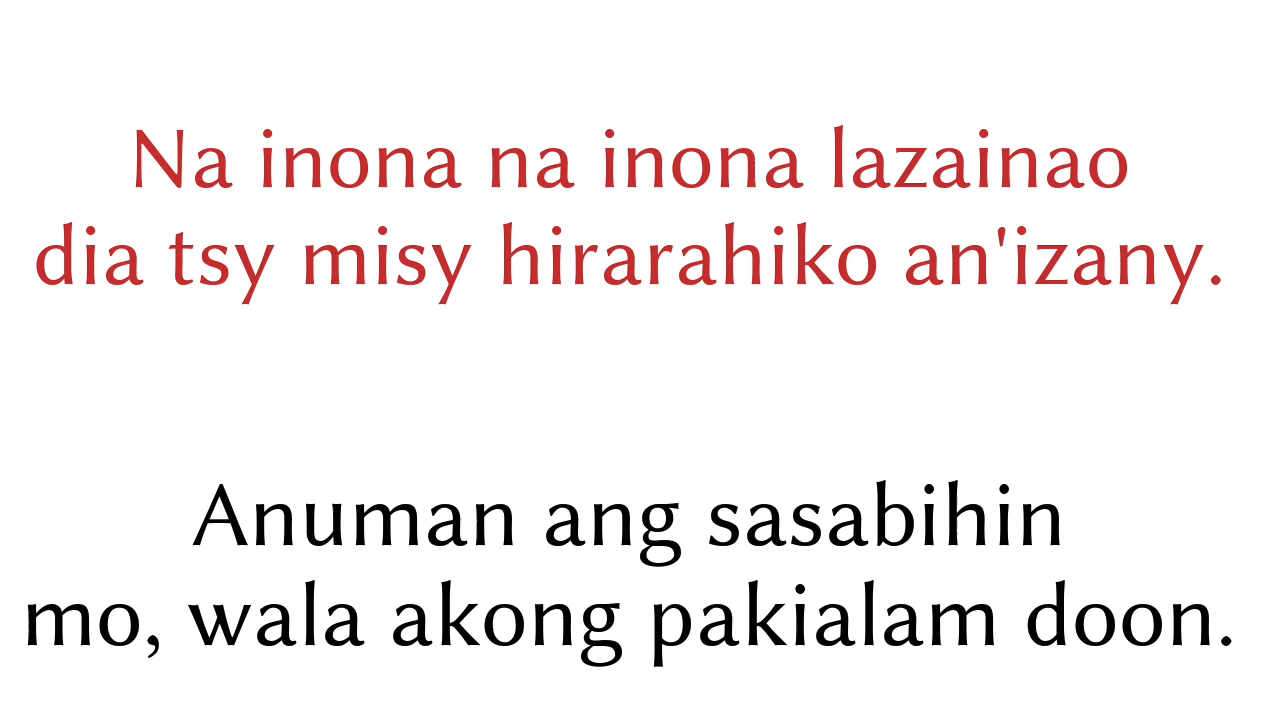 Na inona na inona lazainao
dia tsy misy hirarahiko an'izany.
Anuman ang sasabihin
mo, wala akong pakialam doon.